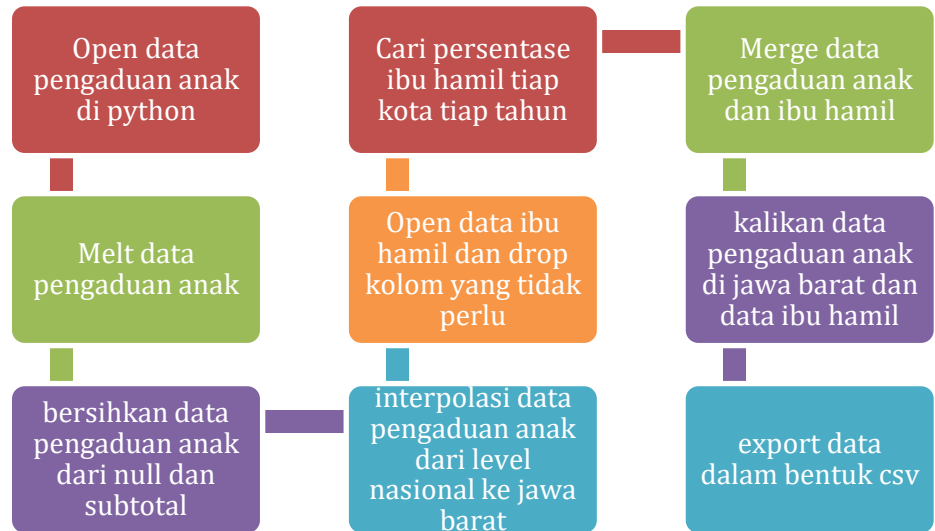 Open data
pengaduan anak
di python
Melt data
pengaduan anak
bersihkan data
pengaduan anak
dari null dan
subtotal
interpolasi data
pengaduan anak
dari level
nasional ke jawa
barat
Open data ibu
hamil dan drop
kolom yang tidak
perlu
Cari persentase
ibu hamil tiap
kota tiap tahun
Merge data
pengaduan anak
dan ibu hamil
kalikan data
pengaduan anak
di jawa barat dan
data ibu hamil
export data
dalam bentuk csv